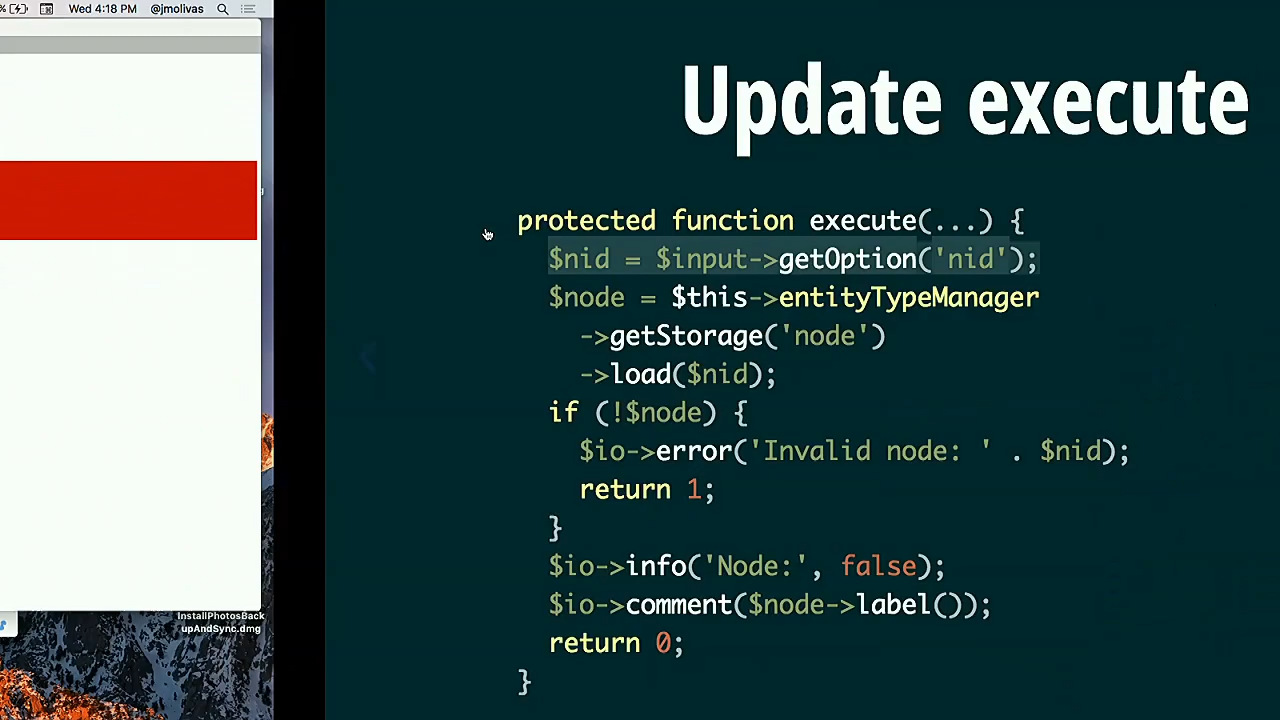 Wed 4:18 PM @jmolivas
Update execute
protected function execute(...) {
$nid = $input->getOption('nid');
$node = $this->entityTypeManager
->getStorage('node')
->load($nid);
if (!$node) {
$io->error('Invalid node: ' . $nid);
return 1;
}
$io->info('Node:', false);
$io->comment($node->label());
return 0;
}
InstallPhotosBack
upAndSync.dmg